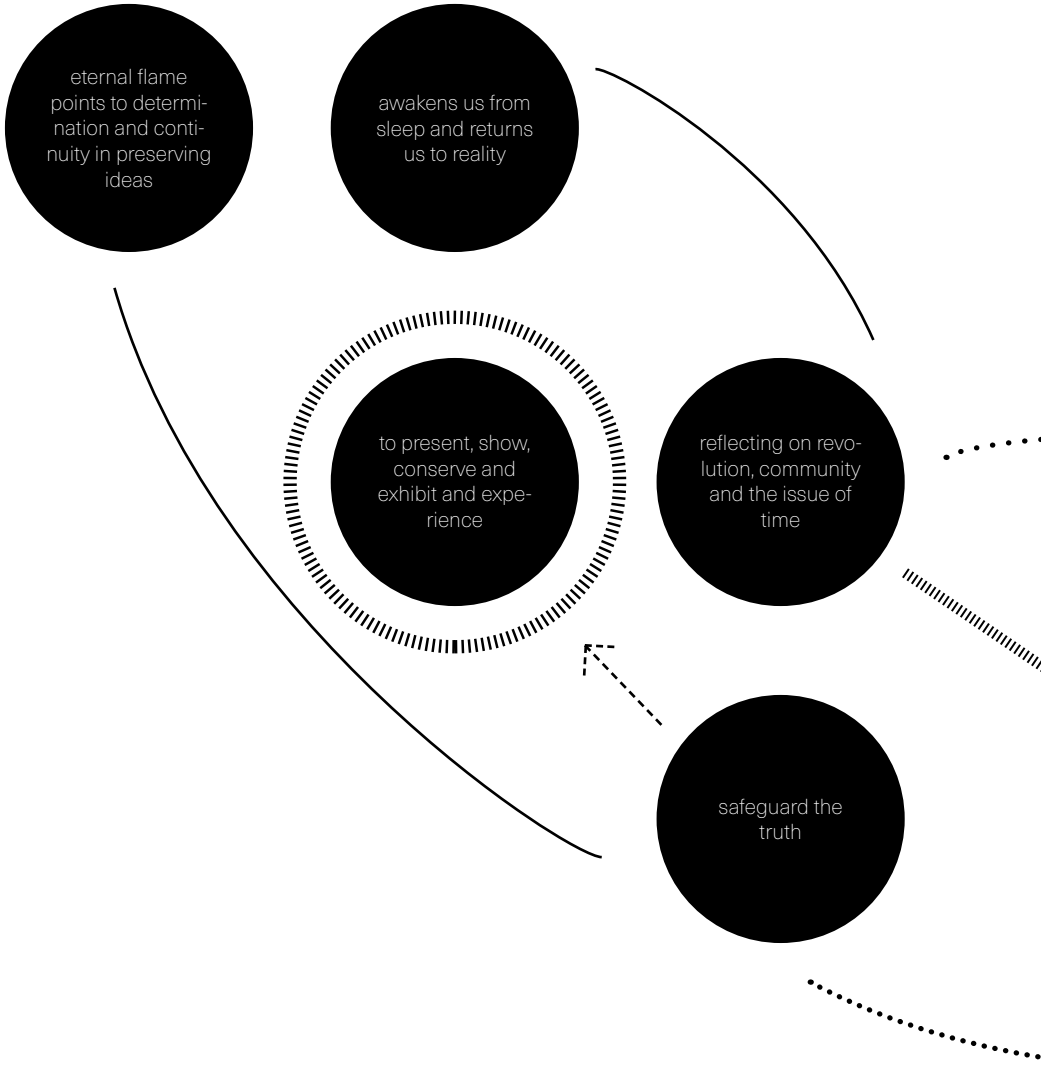 eternal flame
points to determi-
nation and conti-
nuity in preserving
ideas
awakens us from
sleep and returns
us to reality
to present, show,
conserve and
exhibit and expe-
rience
reflecting on revo-
lution, community
and the issue of
time
safeguard the
truth